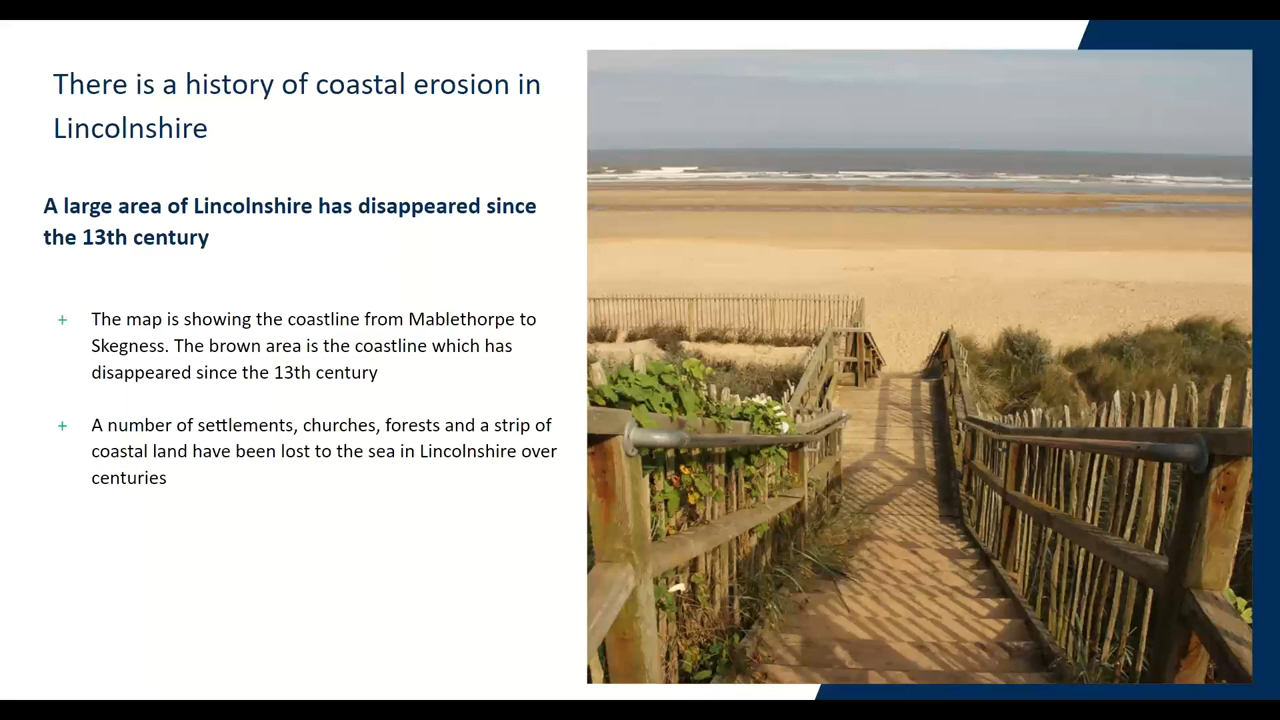 There is a history of coastal erosion in
Lincolnshire
A large area of Lincolnshire has disappeared since
the 13th century
+ The map is showing the coastline from Mablethorpe to
Skegness. The brown area is the coastline which has
disappeared since the 13th century
+ A number of settlements, churches, forests and a strip of
coastal land have been lost to the sea in Lincolnshire over
centuries